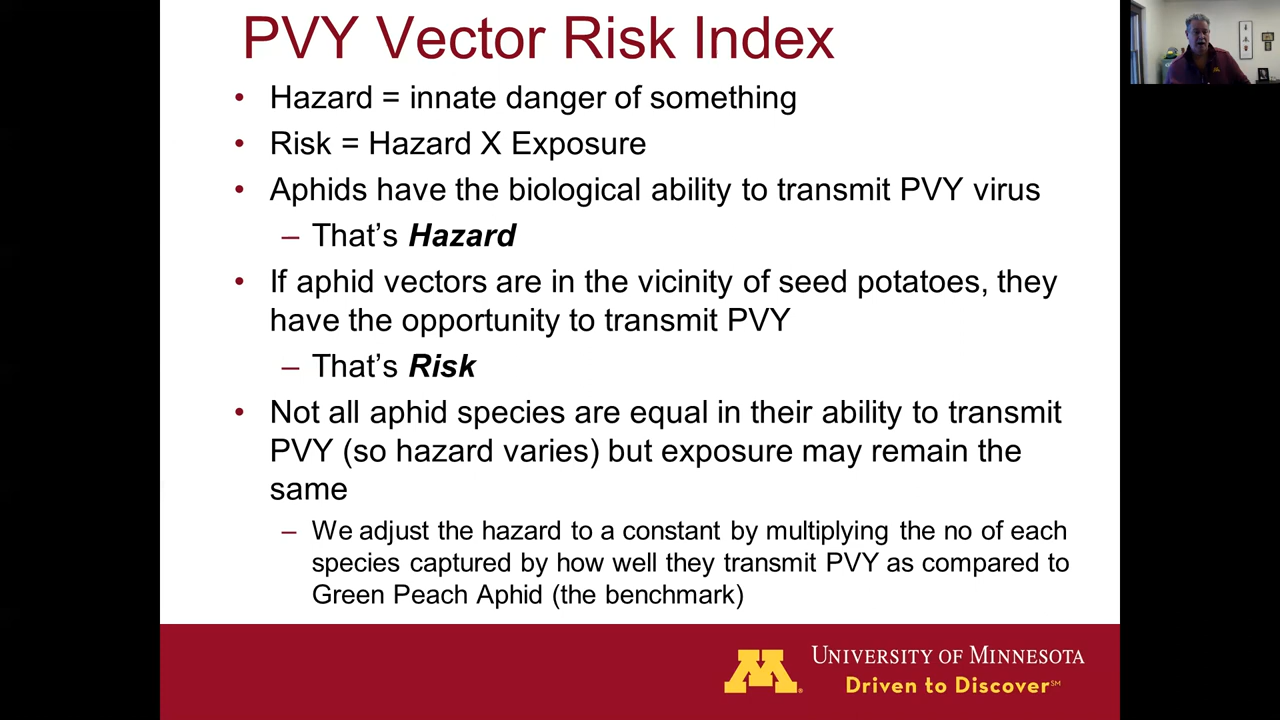 PVY Vector Risk Index
• Hazard = innate danger of something
• Risk = Hazard X Exposure
• Aphids have the biological ability to transmit PVY virus
– That's Hazard
• If aphid vectors are in the vicinity of seed potatoes, they
have the opportunity to transmit PVY
– That's Risk
• Not all aphid species are equal in their ability to transmit
PVY (so hazard varies) but exposure may remain the
same
– We adjust the hazard to a constant by multiplying the no of each
species captured by how well they transmit PVY as compared to
Green Peach Aphid (the benchmark)
M
UNIVERSITY OF MINNESOTA
Driven to Discover℠